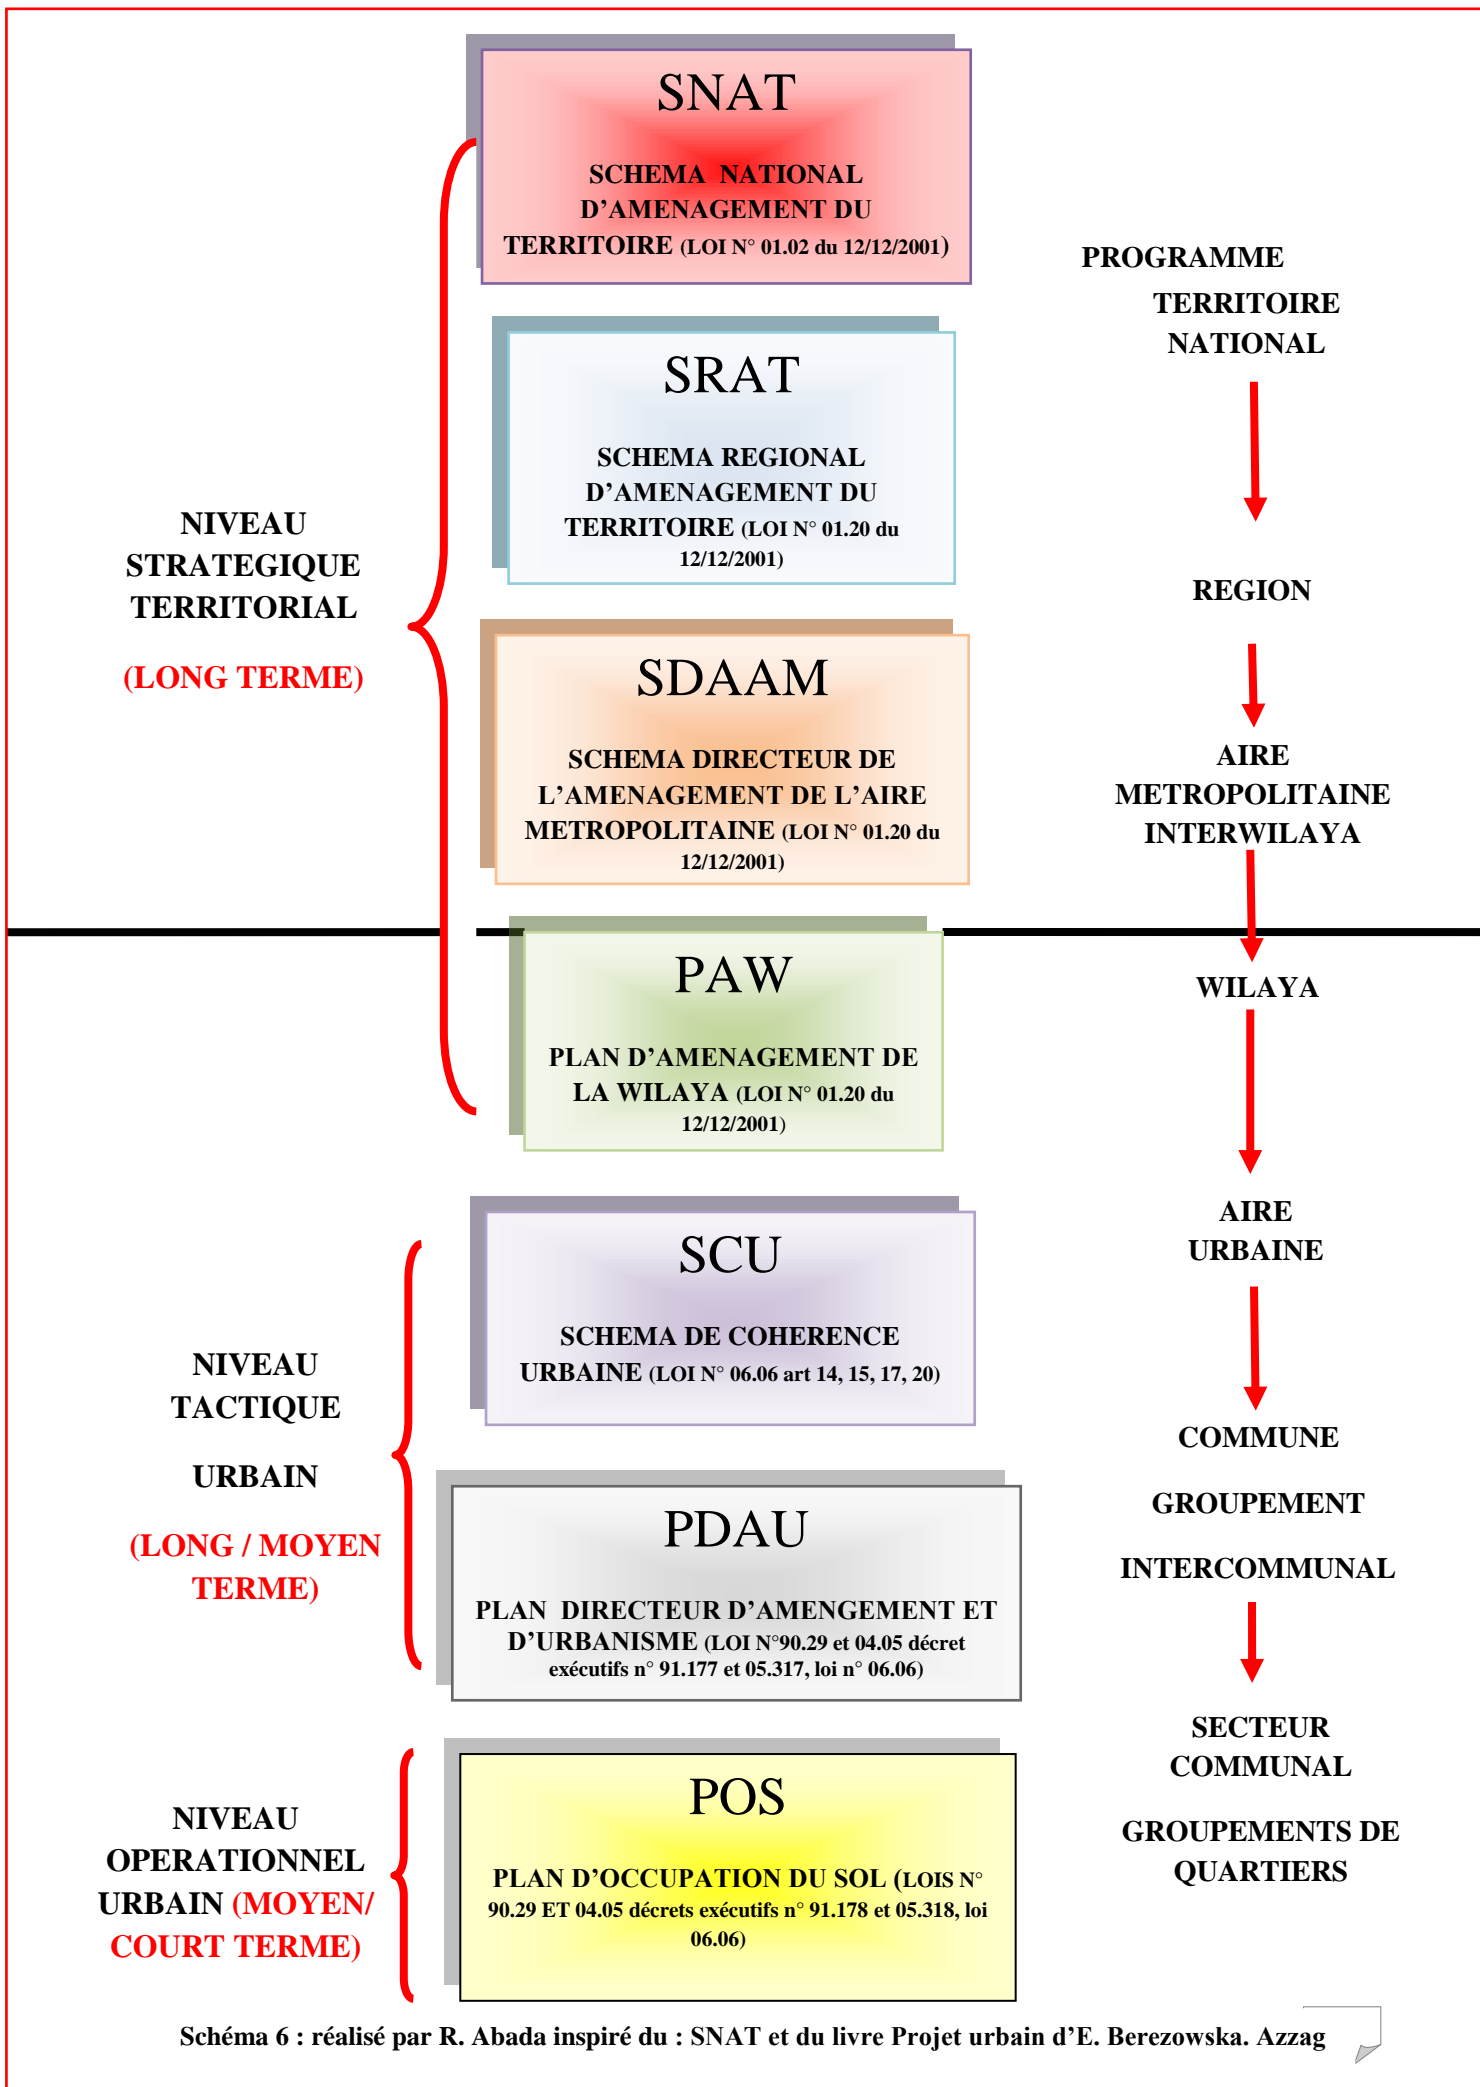 SNAT
SCHEMA NATIONAL
D'AMENAGEMENT DU
TERRITOIRE (LOI N° 01.02 du 12/12/2001)
SRAT
SCHEMA REGIONAL
D'AMENAGEMENT DU
TERRITOIRE (LOI N° 01.20 du
12/12/2001)
SDAAM
SCHEMA DIRECTEUR DE
L'AMENAGEMENT DE L'AIRE
METROPOLITAINE (LOI N° 01.20 du
12/12/2001)
PAW
PLAN D'AMENAGEMENT DE
LA WILAYA (LOI N° 01.20 du
12/12/2001)
NIVEAU
STRATEGIQUE
TERRITORIAL
(LONG TERME)
PROGRAMME
TERRITOIRE
NATIONAL
REGION
AIRE
METROPOLITAINE
INTERWILAYA
WILAYA
SCU
SCHEMA DE COHERENCE
URBAINE (LOI N° 06.06 art 14, 15, 17, 20)
PDAU
PLAN DIRECTEUR D'AMENGEMENT ET
D'URBANISME (LOI N°90.29 et 04.05 décret
exécutifs n° 91.177 et 05.317, loi n° 06.06)
NIVEAU
TACTIQUE
URBAIN
(LONG / MOYEN
TERME)
AIRE
URBAINE
COMMUNE
GROUPEMENT
INTERCOMMUNAL
POS
PLAN D'OCCUPATION DU SOL (LOIS N°
90.29 ET 04.05 décrets exécutifs n° 91.178 et 05.318, loi
06.06)
NIVEAU
OPERATIONNEL
URBAIN (MOYEN/
COURT TERME)
SECTEUR
COMMUNAL
GROUPEMENTS DE
QUARTIERS
Schéma 6 : réalisé par R. Abada inspiré du : SNAT et du livre Projet urbain d'E. Berezowska. Azzag